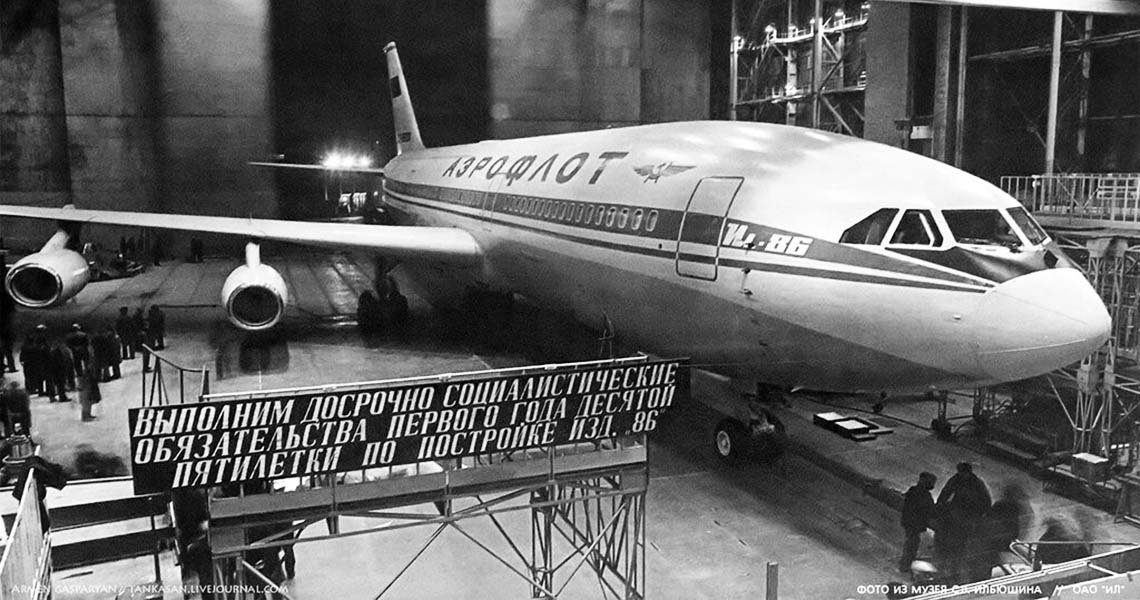 АЭРОФЛОТ
Ил-86
ВЫПОЛНИМ ДОСРОЧНО СОЦИАЛИСТИЧЕСКИЕ
ОБЯЗАТЕЛЬСТВА ПЕРВОГО ГОДА ДЕСЯТОЙ
ПЯТИЛЕТКИ ПО ПОСТРОЙКЕ ИЗД. „86"
ARMEN GASPARYAN // TANKASAN.LIVEJOURNAL.COM
ФОТО ИЗ МУЗЕЯ С.В. ИЛЬЮШИНА // ОАО "ИЛ"